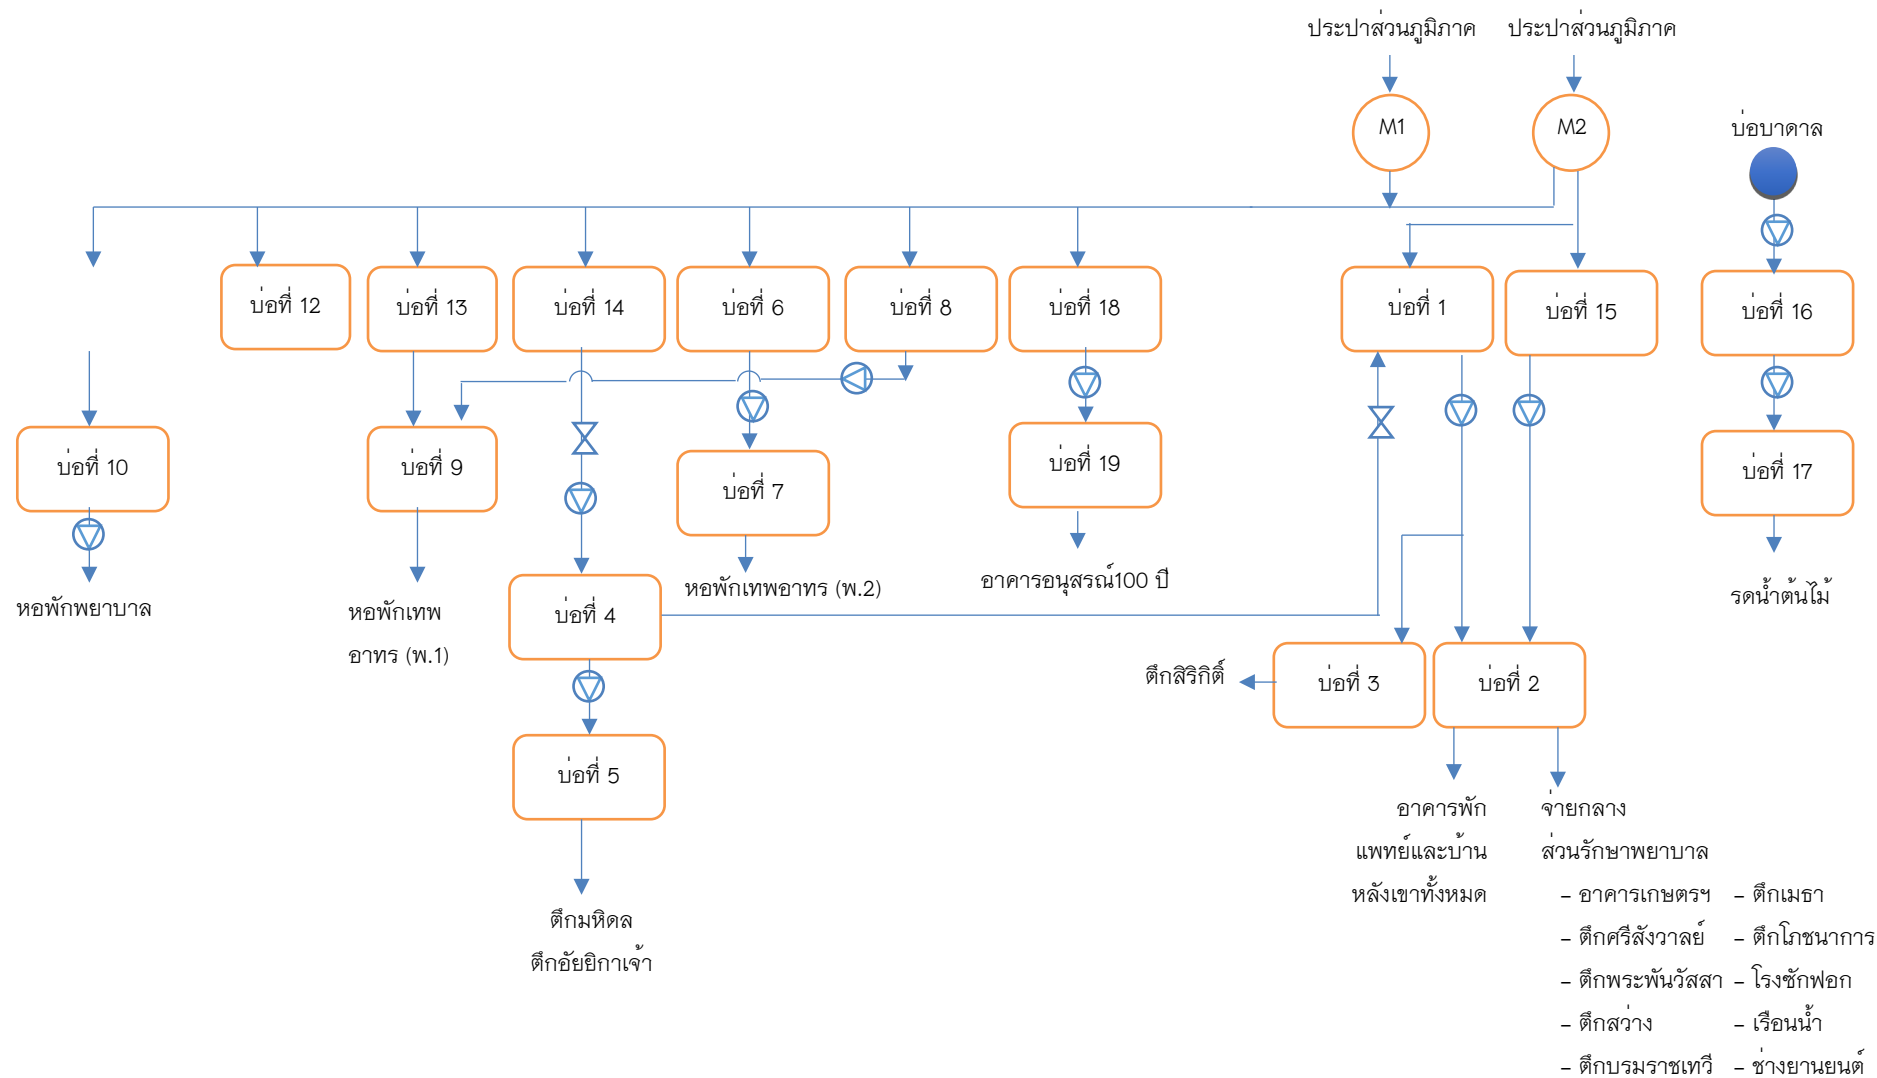 ประปาส่วนภูมิภาค
ประปาส่วนภูมิภาค
M1
M2
บ่อบาดาล
บ่อที่ 12
บ่อที่ 13
บ่อที่ 14
บ่อที่ 6
บ่อที่ 8
บ่อที่ 18
บ่อที่ 1
บ่อที่ 15
บ่อที่ 16
บ่อที่ 10
บ่อที่ 9
บ่อที่ 7
บ่อที่ 19
บ่อที่ 17
หอพักพยาบาล
หอพักเทพ
อาทร (พ.1)
บ่อที่ 4
หอพักเทพอาทร (พ.2)
อาคารอนุสรณ์100 ปี
รดน้ำต้นไม้
ตึกสิริกิติ์
บ่อที่ 3
บ่อที่ 2
บ่อที่ 5
ตึกมหิดล
ตึกอัยยิกาเจ้า
อาคารพัก
แพทย์และบ้าน
หลังเขาทั้งหมด
จ่ายกลาง
ส่วนรักษาพยาบาล
- อาคารเกษตรฯ - ตึกเมธา
- ตึกศรีสังวาลย์ - ตึกโภชนาการ
- ตึกพระพันวัสสา - โรงซักฟอก
- ตึกสว่าง - เรือนน้ำ
- ตึกบรมราชเทวี - ช่างยานยนต์